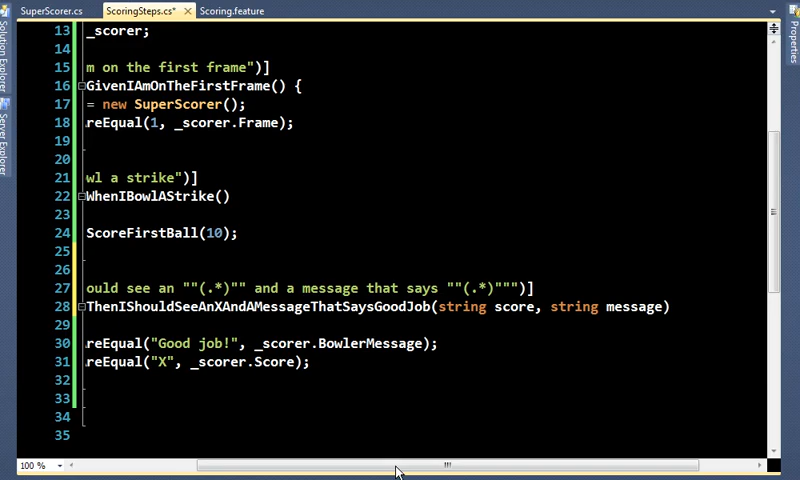 SuperScorer.cs
ScoringSteps.cs*
Scoring.feature
Solution Explorer
Server Explorer
Properties
13 _scorer;
14
15 m on the first frame")]
16 GivenIAmOnTheFirstFrame() {
17 = new SuperScorer();
18 reEqual(1, _scorer.Frame);
19
20
21 wl a strike")]
22 WhenIBowlAStrike()
23
24 ScoreFirstBall(10);
25
26
27 ould see an ""(.*)"" and a message that says ""(.*)""")]
28 ThenIShouldSeeAnXAndAMessageThatSaysGoodJob(string score, string message)
29
30 reEqual("Good job!", _scorer.BowlerMessage);
31 reEqual("X", _scorer.Score);
32
33
34
35
100 %